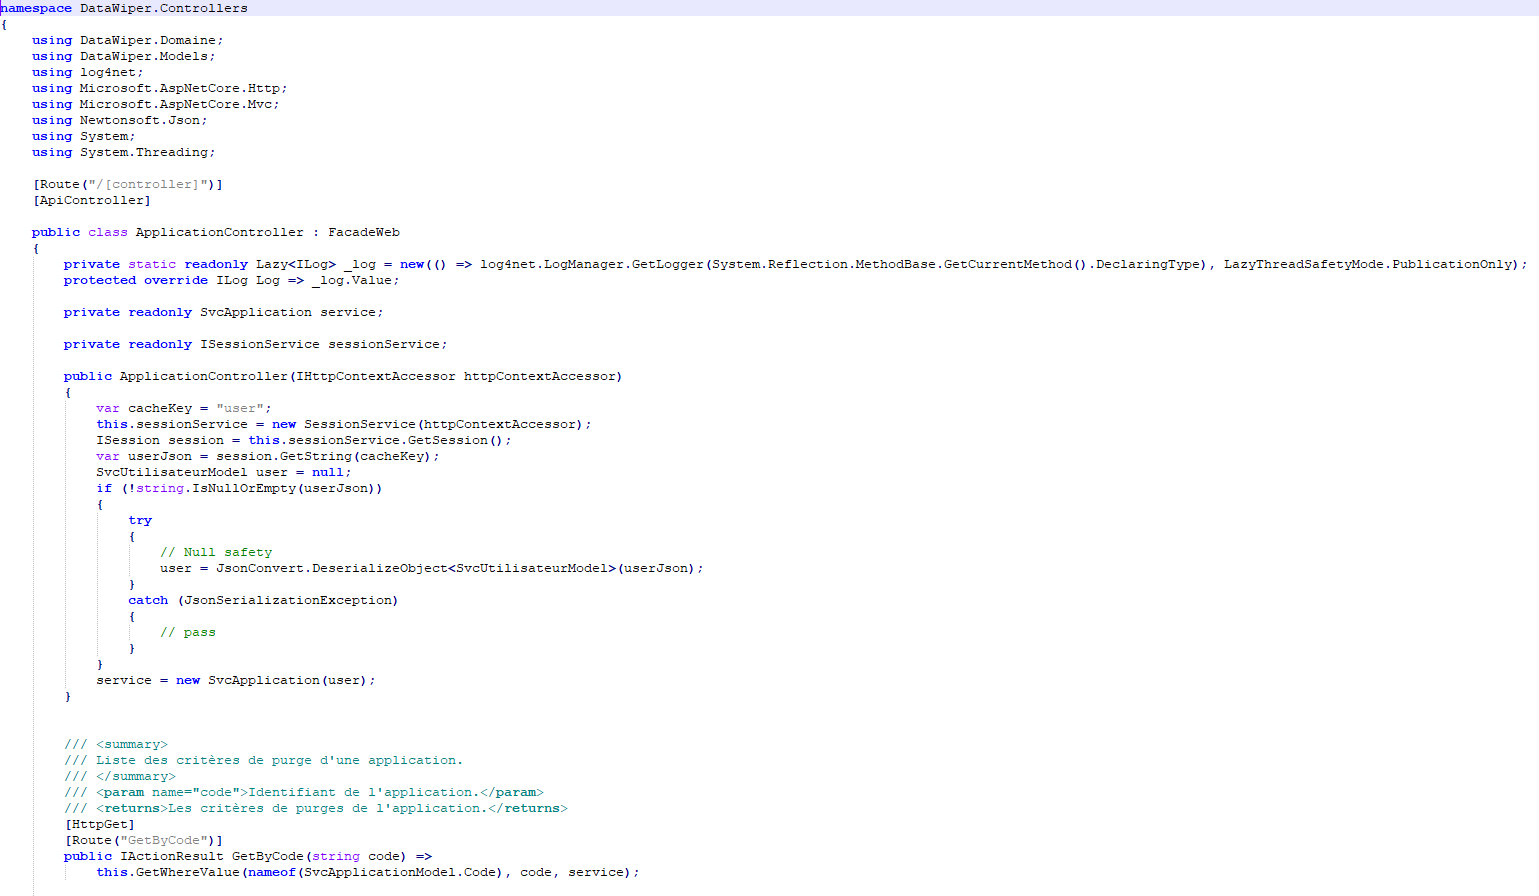 namespace DataWiper.Controllers
{
    using DataWiper.Domaine;
    using DataWiper.Models;
    using log4net;
    using Microsoft.AspNetCore.Http;
    using Microsoft.AspNetCore.Mvc;
    using Newtonsoft.Json;
    using System;
    using System.Threading;

    [Route("/[controller]")]
    [ApiController]

    public class ApplicationController : FacadeWeb
    {
        private static readonly Lazy<ILog> _log = new(() => log4net.LogManager.GetLogger(System.Reflection.MethodBase.GetCurrentMethod().DeclaringType), LazyThreadSafetyMode.PublicationOnly);
        protected override ILog Log => _log.Value;

        private readonly SvcApplication service;

        private readonly ISessionService sessionService;

        public ApplicationController(IHttpContextAccessor httpContextAccessor)
        {
            var cacheKey = "user";
            this.sessionService = new SessionService(httpContextAccessor);
            ISession session = this.sessionService.GetSession();
            var userJson = session.GetString(cacheKey);
            SvcUtilisateurModel user = null;
            if (!string.IsNullOrEmpty(userJson))
            {
                try
                {
                    // Null safety
                    user = JsonConvert.DeserializeObject<SvcUtilisateurModel>(userJson);
                }
                catch (JsonSerializationException)
                {
                    // pass
                }
            }
            service = new SvcApplication(user);
        }


        /// <summary>
        /// Liste des critères de purge d'une application.
        /// </summary>
        /// <param name="code">Identifiant de l'application.</param>
        /// <returns>Les critères de purges de l'application.</returns>
        [HttpGet]
        [Route("GetByCode")]
        public IActionResult GetByCode(string code) =>
            this.GetWhereValue(nameof(SvcApplicationModel.Code), code, service);